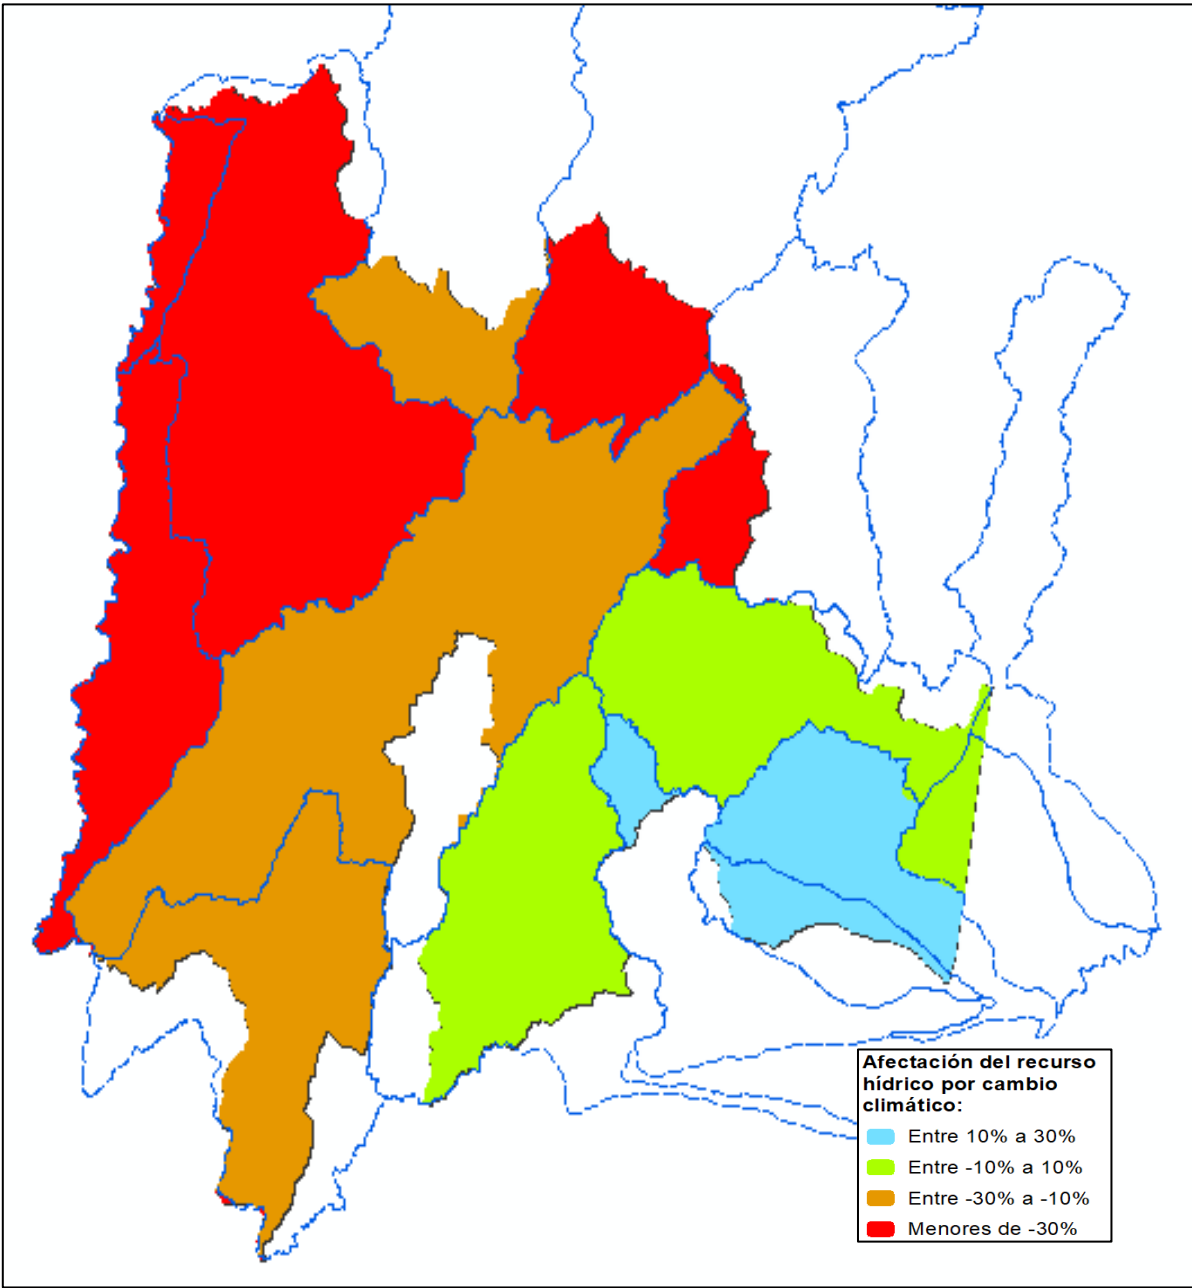 Afectación del recurso
hídrico por cambio
climático:
Entre 10% a 30%
Entre -10% a 10%
Entre -30% a -10%
Menores de -30%